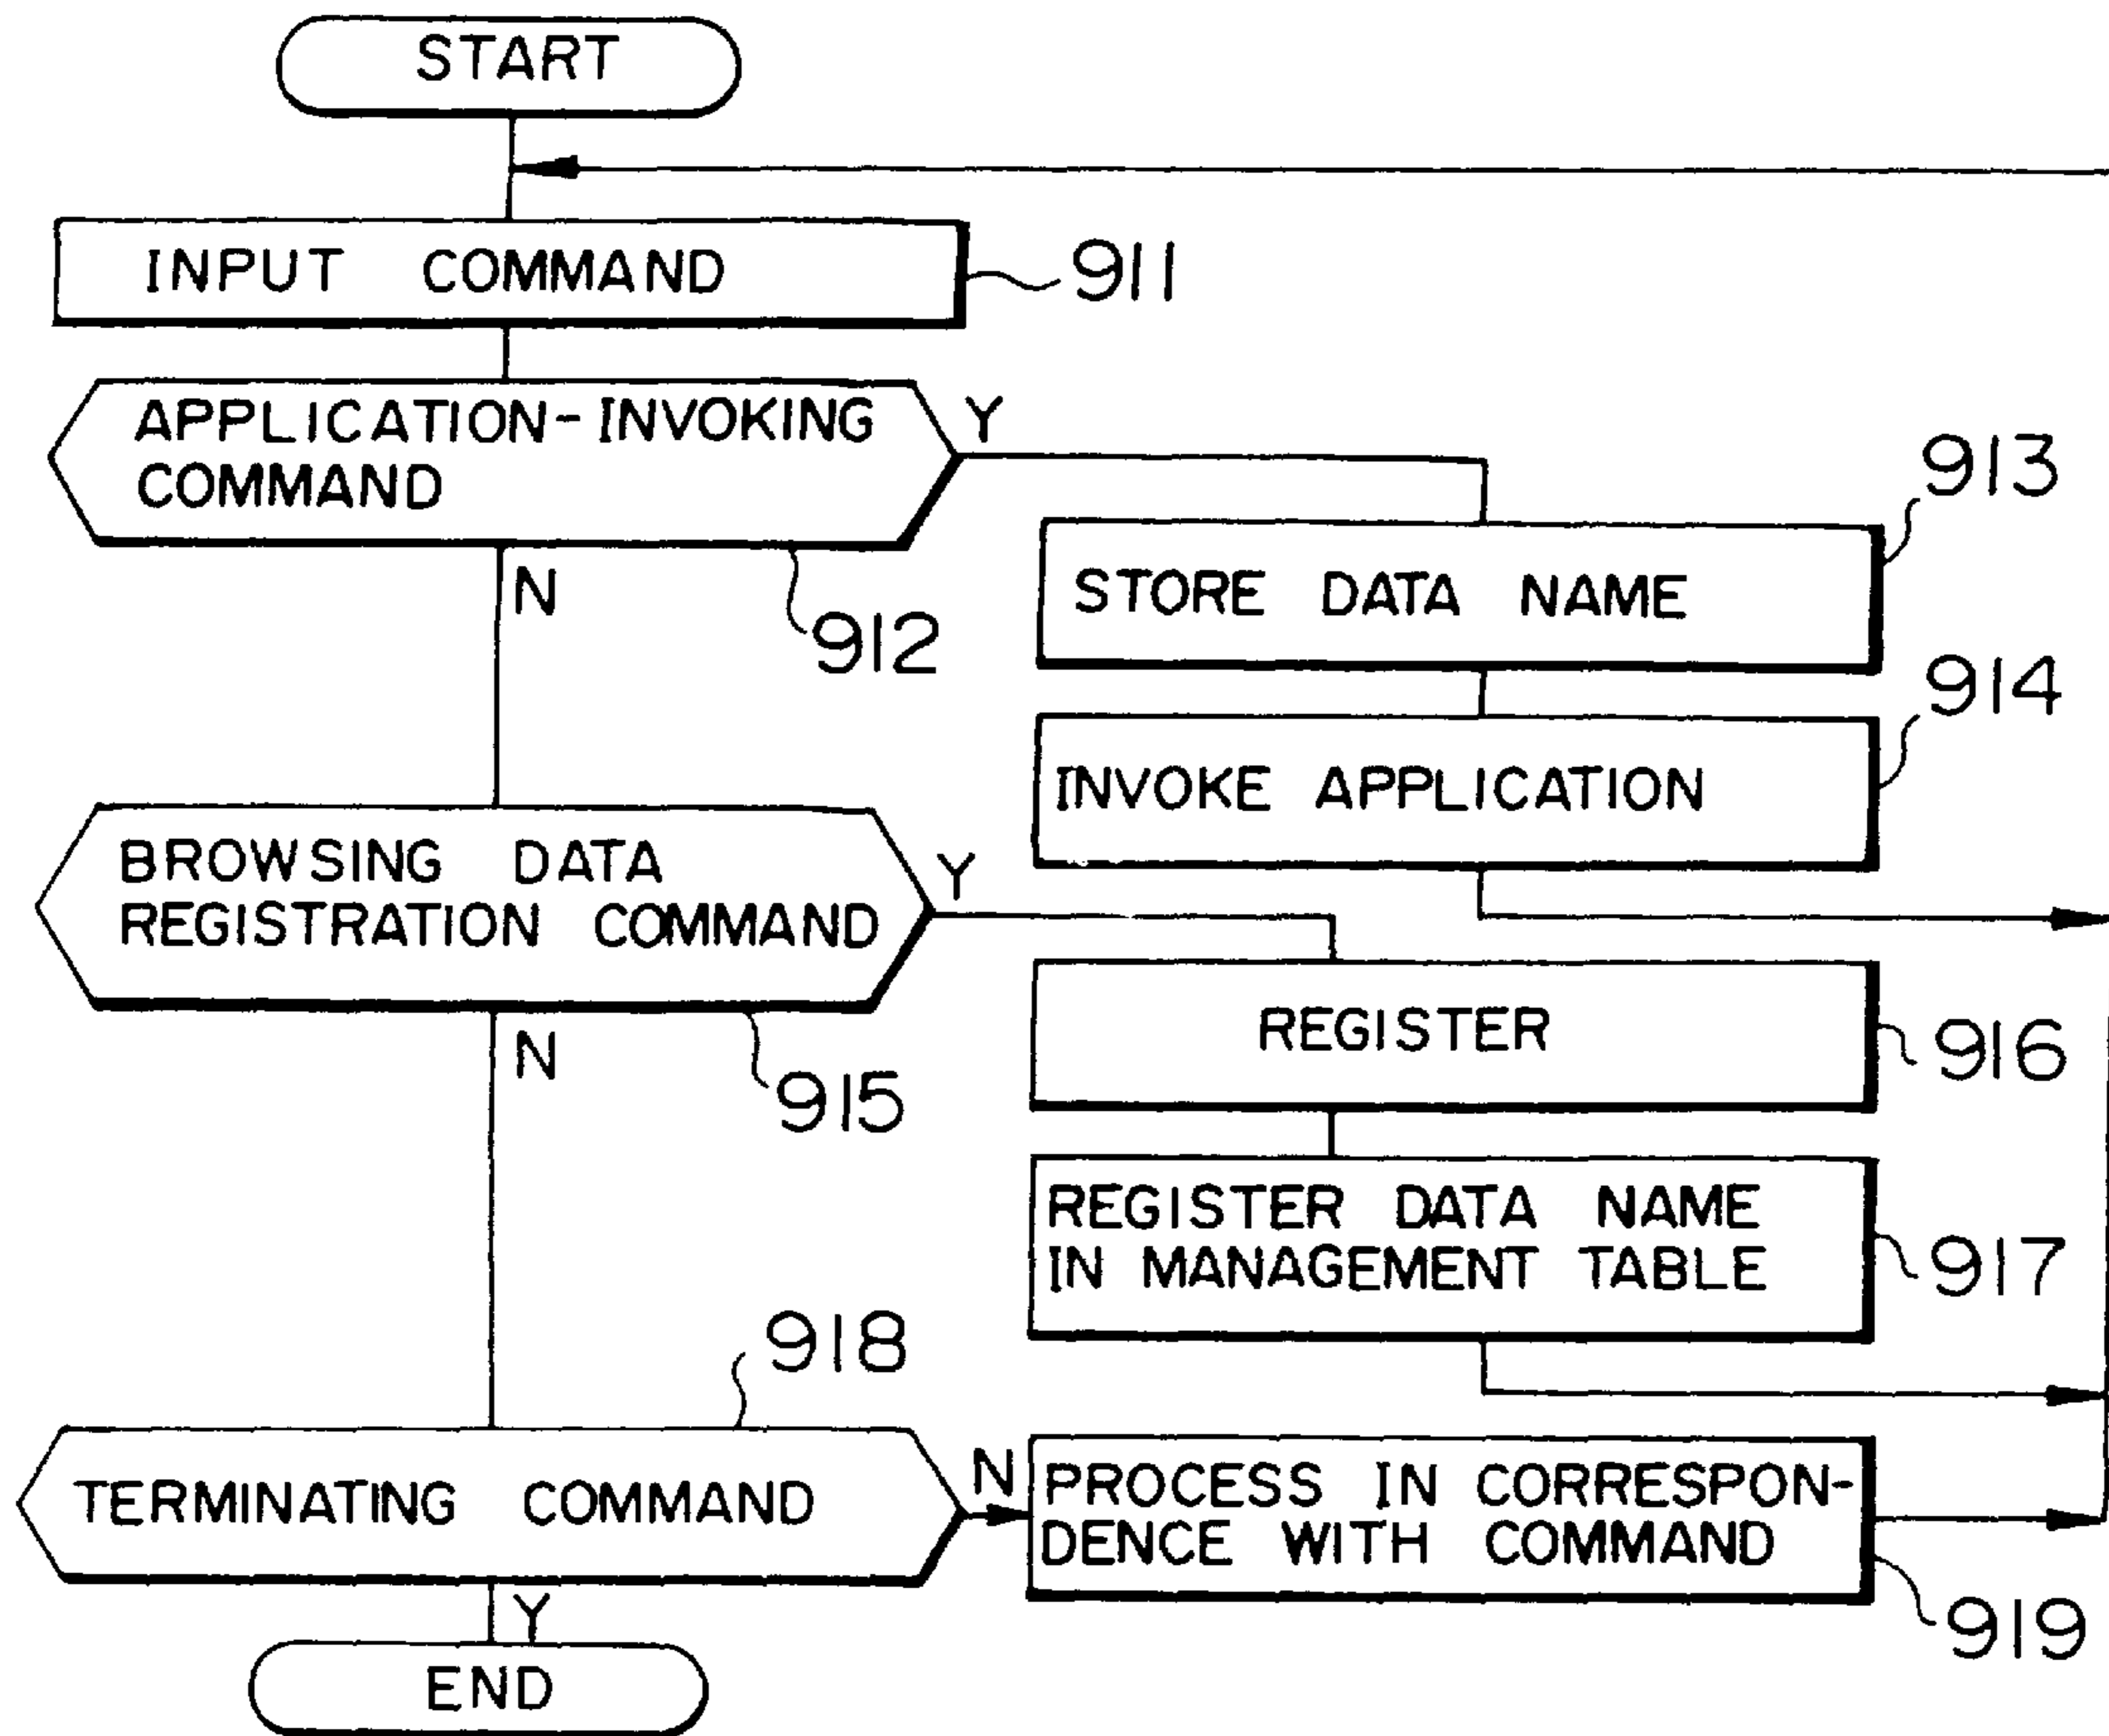 START
INPUT COMMAND
911
APPLICATION-INVOKING
COMMAND
Y
N
912
913
STORE DATA NAME
914
INVOKE APPLICATION
BROWSING DATA
REGISTRATION COMMAND
Y
N
915
REGISTER
916
REGISTER DATA NAME
IN MANAGEMENT TABLE
917
918
TERMINATING COMMAND
N
Y
PROCESS IN CORRESPON-
DENCE WITH COMMAND
919
END